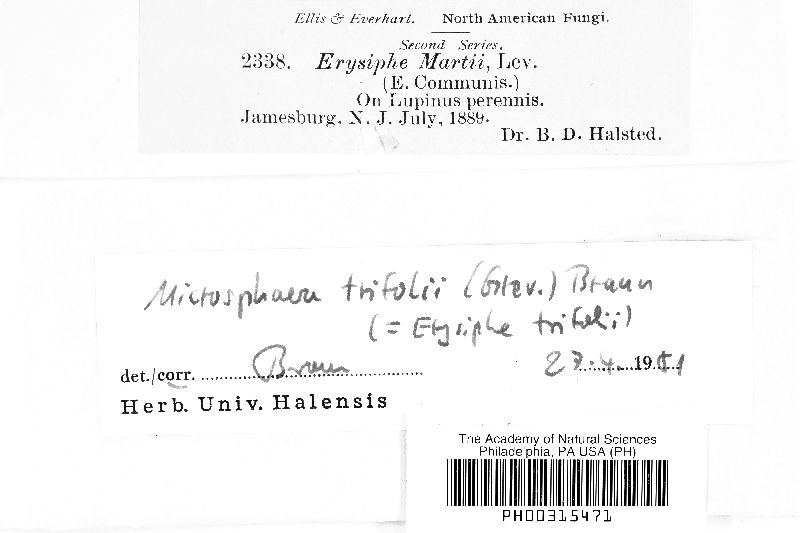 Ellis & Everhart. North American Fungi.
Second Series.
2338. Erysiphe Martii, Lev.
(E. Communis.)
On Lupinus perennis.
Jamesburg, N. J. July, 1889.
Dr. B. D. Halsted.
Microsphaera trifolii (Grev.) Braun
(= Erysiphe trifolii)
det./corr. Braun 27.4. 1981
Herb. Univ. Halensis
The Academy of Natural Sciences
Philadelphia, PA USA (PH)
PH00315471